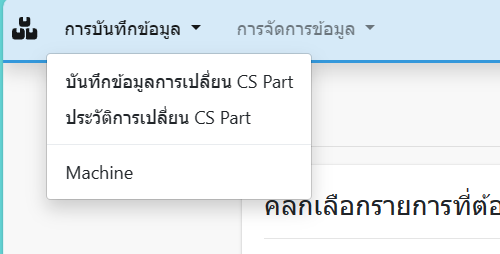 การบันทึกข้อมูล การจัดการข้อมูล
บันทึกข้อมูลการเปลี่ยน CS Part
ประวัติการเปลี่ยน CS Part
Machine
คลิกเลือกรายการที่